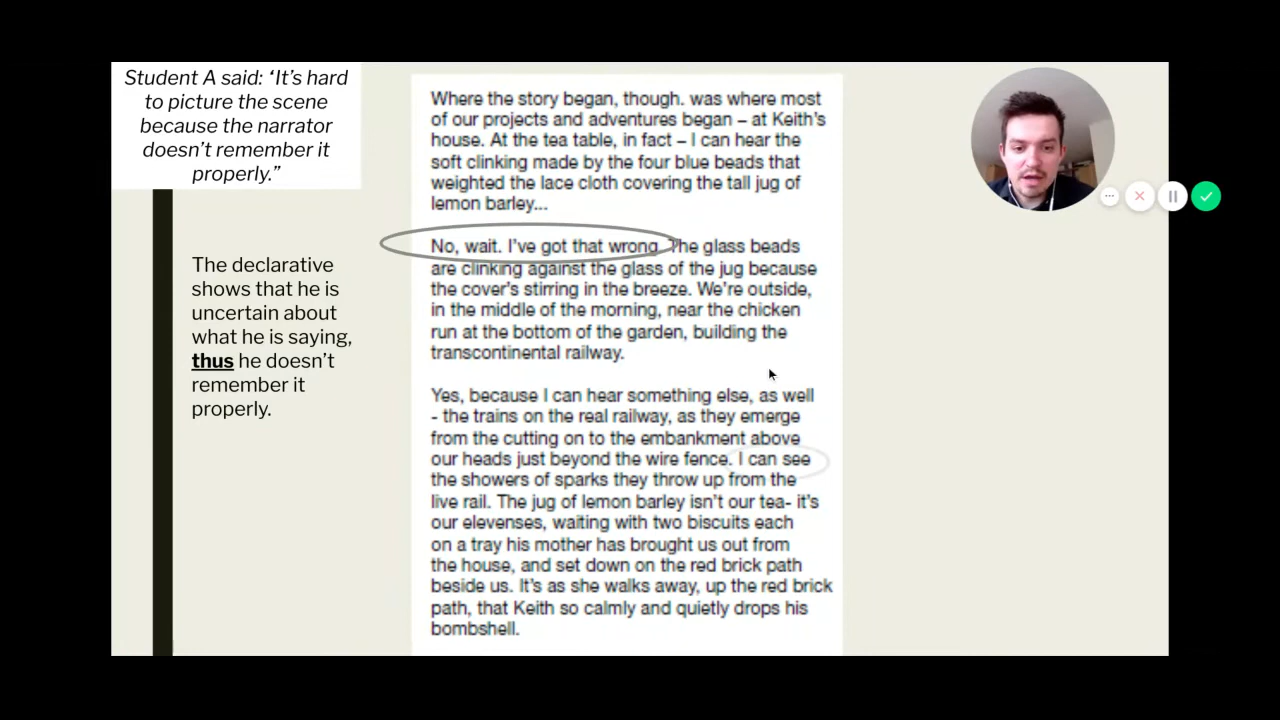 Student A said: ‘It’s hard
to picture the scene
because the narrator
doesn’t remember it
properly.”
The declarative
shows that he is
uncertain about
what he is saying,
thus he doesn’t
remember it
properly.
Where the story began, though. was where most
of our projects and adventures began – at Keith’s
house. At the tea table, in fact – I can hear the
soft clinking made by the four blue beads that
weighted the lace cloth covering the tall jug of
lemon barley...
No, wait. I’ve got that wrong. The glass beads
are clinking against the glass of the jug because
the cover’s stirring in the breeze. We’re outside,
in the middle of the morning, near the chicken
run at the bottom of the garden, building the
transcontinental railway.
Yes, because I can hear something else, as well
- the trains on the real railway, as they emerge
from the cutting on to the embankment above
our heads just beyond the wire fence. I can see
the showers of sparks they throw up from the
live rail. The jug of lemon barley isn’t our tea- it’s
our elevenses, waiting with two biscuits each
on a tray his mother has brought us out from
the house, and set down on the red brick path
beside us. It’s as she walks away, up the red brick
path, that Keith so calmly and quietly drops his
bombshell.